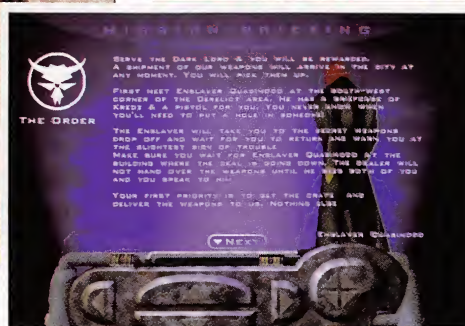 MISSION BRIEFING
SERVE THE DARK LORD & YOU WILL BE REWARDED.
A SHIPMENT OF OUR WEAPONS WILL ARRIVE IN THE CITY AT
ANY MOMENT. YOU WILL PICK THEM UP.
FIRST MEET ENSLAVER QUASIMODO AT THE SOUTH-WEST
CORNER OF THE DERELICT AREA. HE HAS A BRIEFCASE OF
KREDS & A PISTOL FOR YOU. YOU NEVER KNOW WHEN
YOU'LL NEED TO PUT A HOLE IN SOMEONE!
THE ORDER
THE ENSLAVER WILL TAKE YOU TO THE SECRET WEAPONS
DROP OFF AND WAIT FOR YOU TO RETURN AND WARN YOU AT
THE SLIGHTEST SIGN OF TROUBLE
MAKE SURE YOU WAIT FOR ENSLAVER QUASIMODO AT THE
BUILDING WHERE THE DEAL IS GOING DOWN. THE DEALER WILL
NOT HAND OVER THE WEAPONS UNTIL HE SEES BOTH OF YOU
AND YOU SPEAK TO HIM
YOUR FIRST PRIORITY IS TO GET THE CRATE AND
DELIVER THE WEAPONS TO US. NOTHING ELSE
ENSLAVER QUASIMODO
NEXT